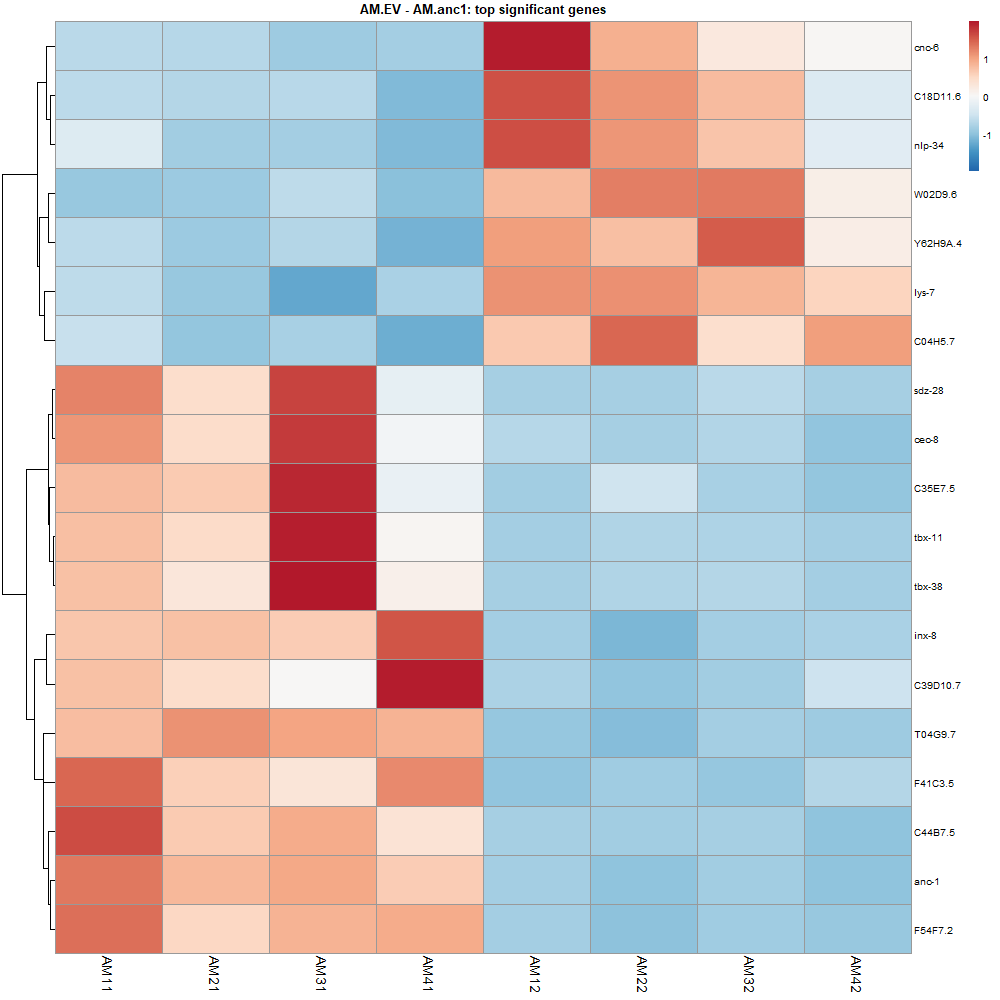 AM.EV - AM.anc1: top significant genes
1
0
-1
cnc-6
C18D11.6
nlp-34
W02D9.6
Y62H9A.4
lys-7
C04H5.7
sdz-28
cec-8
C35E7.5
tbx-11
tbx-38
inx-8
C39D10.7
T04G9.7
F41C3.5
C44B7.5
anc-1
F54F7.2
AM11
AM21
AM31
AM41
AM12
AM22
AM32
AM42